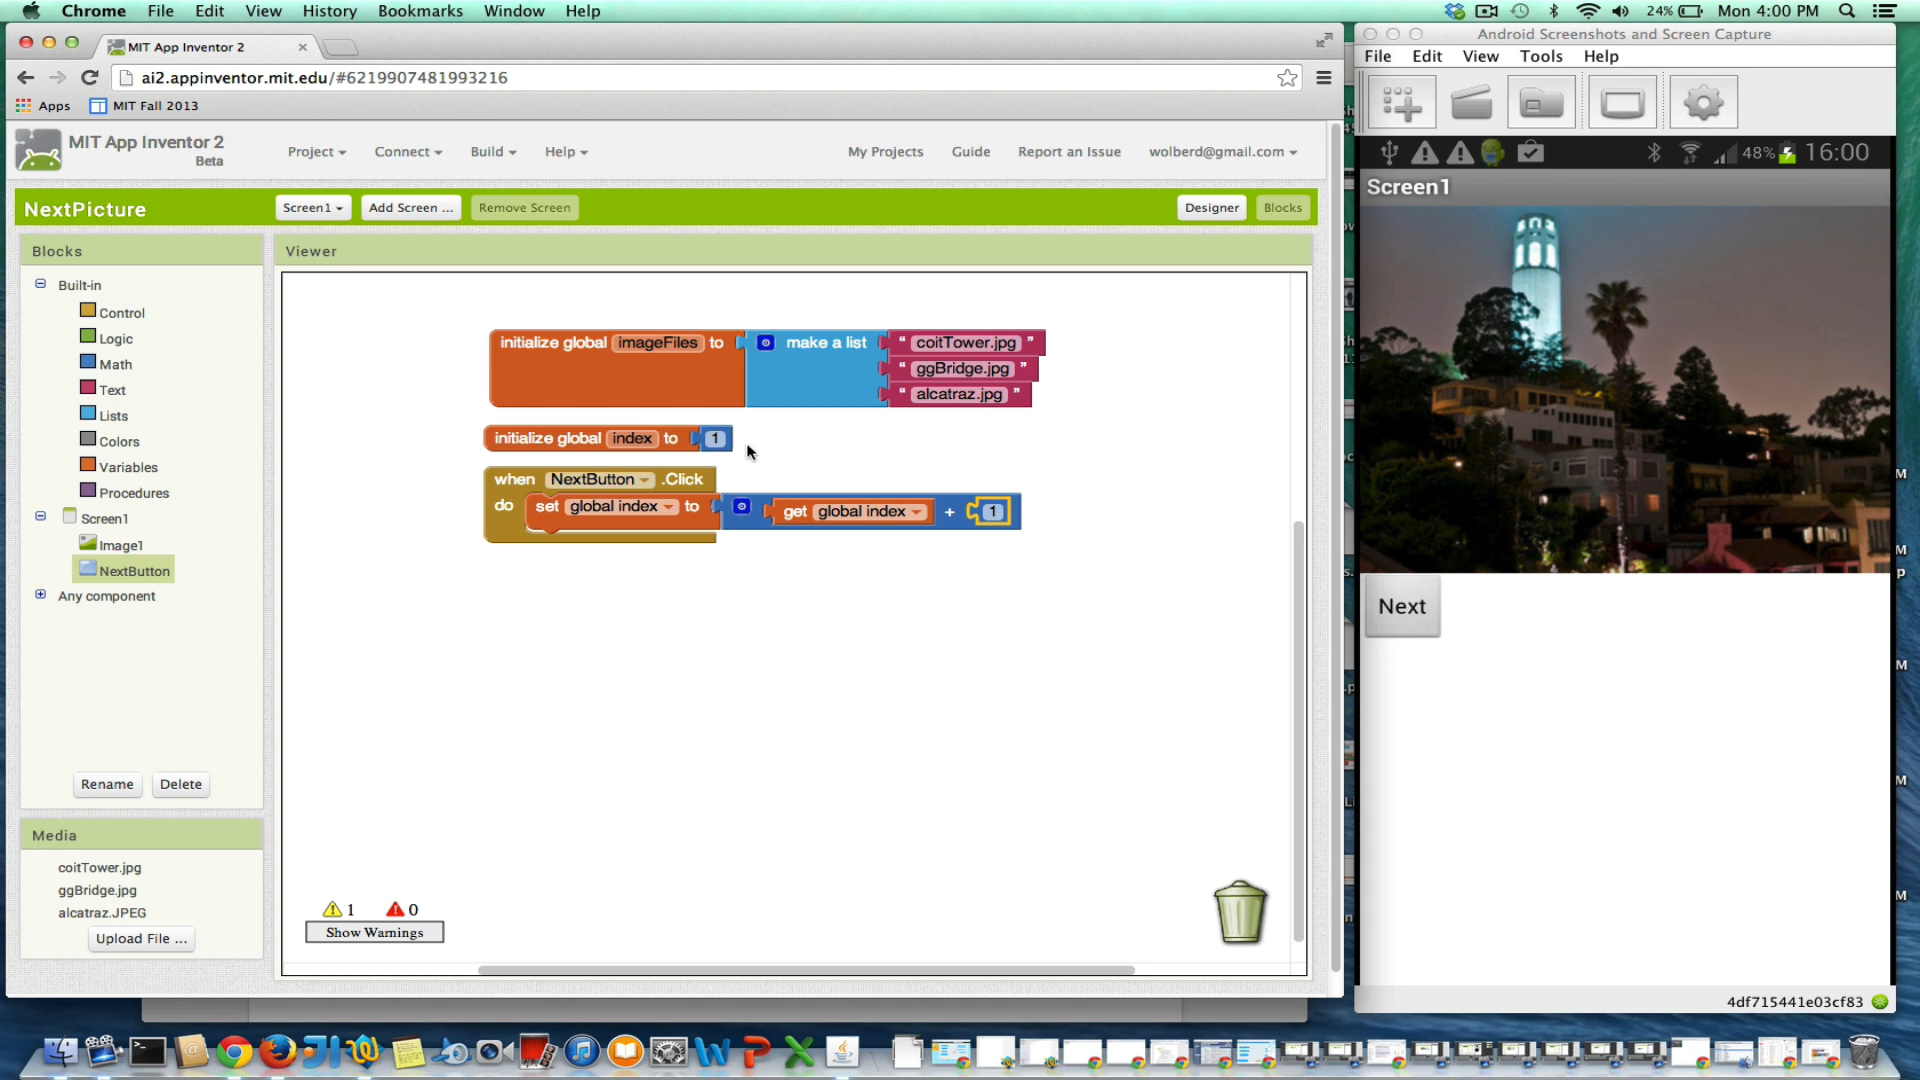 Chrome File Edit View History Bookmarks Window Help 24% Mon 4:00 PM
MIT App Inventor 2
ai2.appinventor.mit.edu/#6219907481993216
Apps MIT Fall 2013
MIT App Inventor 2
Beta
Project Connect Build Help My Projects Guide Report an Issue wolberd@gmail.com
NextPicture Screen1 Add Screen ... Remove Screen Designer Blocks
Blocks
Built-in
Control
Logic
Math
Text
Lists
Colors
Variables
Procedures
Screen1
Image1
NextButton
Any component
Rename Delete
Media
coitTower.jpg
ggBridge.jpg
alcatraz.JPEG
Upload File ...
Viewer
initialize global imageFiles to make a list " coitTower.jpg "
" ggBridge.jpg "
" alcatraz.jpg "
initialize global index to 1
when NextButton .Click
do set global index to get global index + 1
1 0
Show Warnings
Android Screenshots and Screen Capture
File Edit View Tools Help
48% 16:00
Screen1
Next
4df715441e03cf83